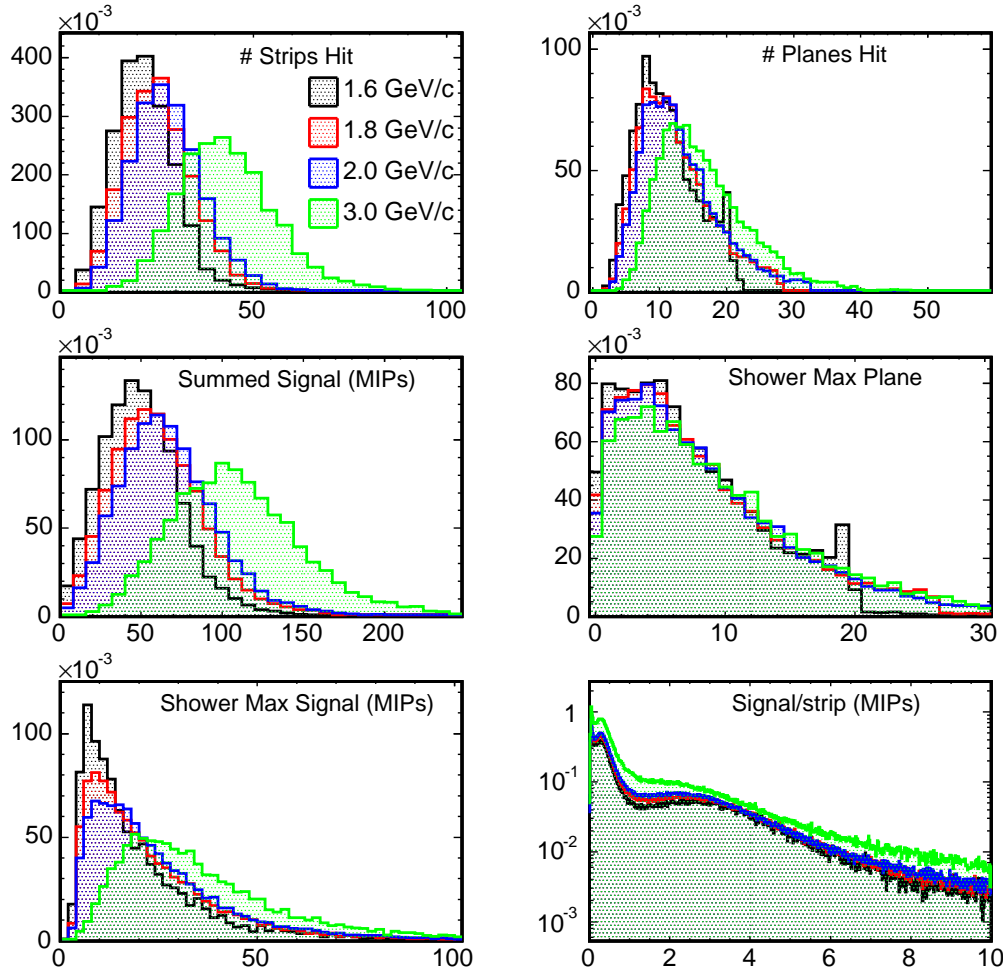 ×10⁻³
# Strips Hit
1.6 GeV/c
1.8 GeV/c
2.0 GeV/c
3.0 GeV/c
400
300
200
100
0
0 50 100
×10⁻³
# Planes Hit
100
50
0
0 10 20 30 40 50
×10⁻³
Summed Signal (MIPs)
100
50
0
0 50 100 150 200
×10⁻³
Shower Max Plane
80
60
40
20
0
0 10 20 30
×10⁻³
Shower Max Signal (MIPs)
100
50
0
0 50 100
Signal/strip (MIPs)
1
10⁻¹
10⁻²
10⁻³
0 2 4 6 8 10